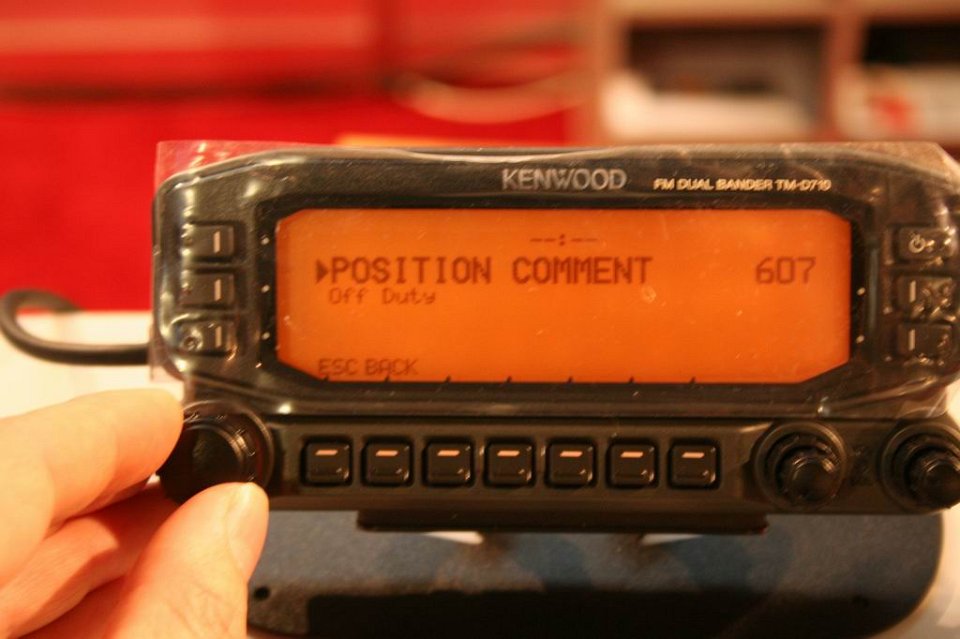 KENWOOD FM DUAL BANDER TM-D710
--:--
▶POSITION COMMENT 607
Off Duty
ESC BACK